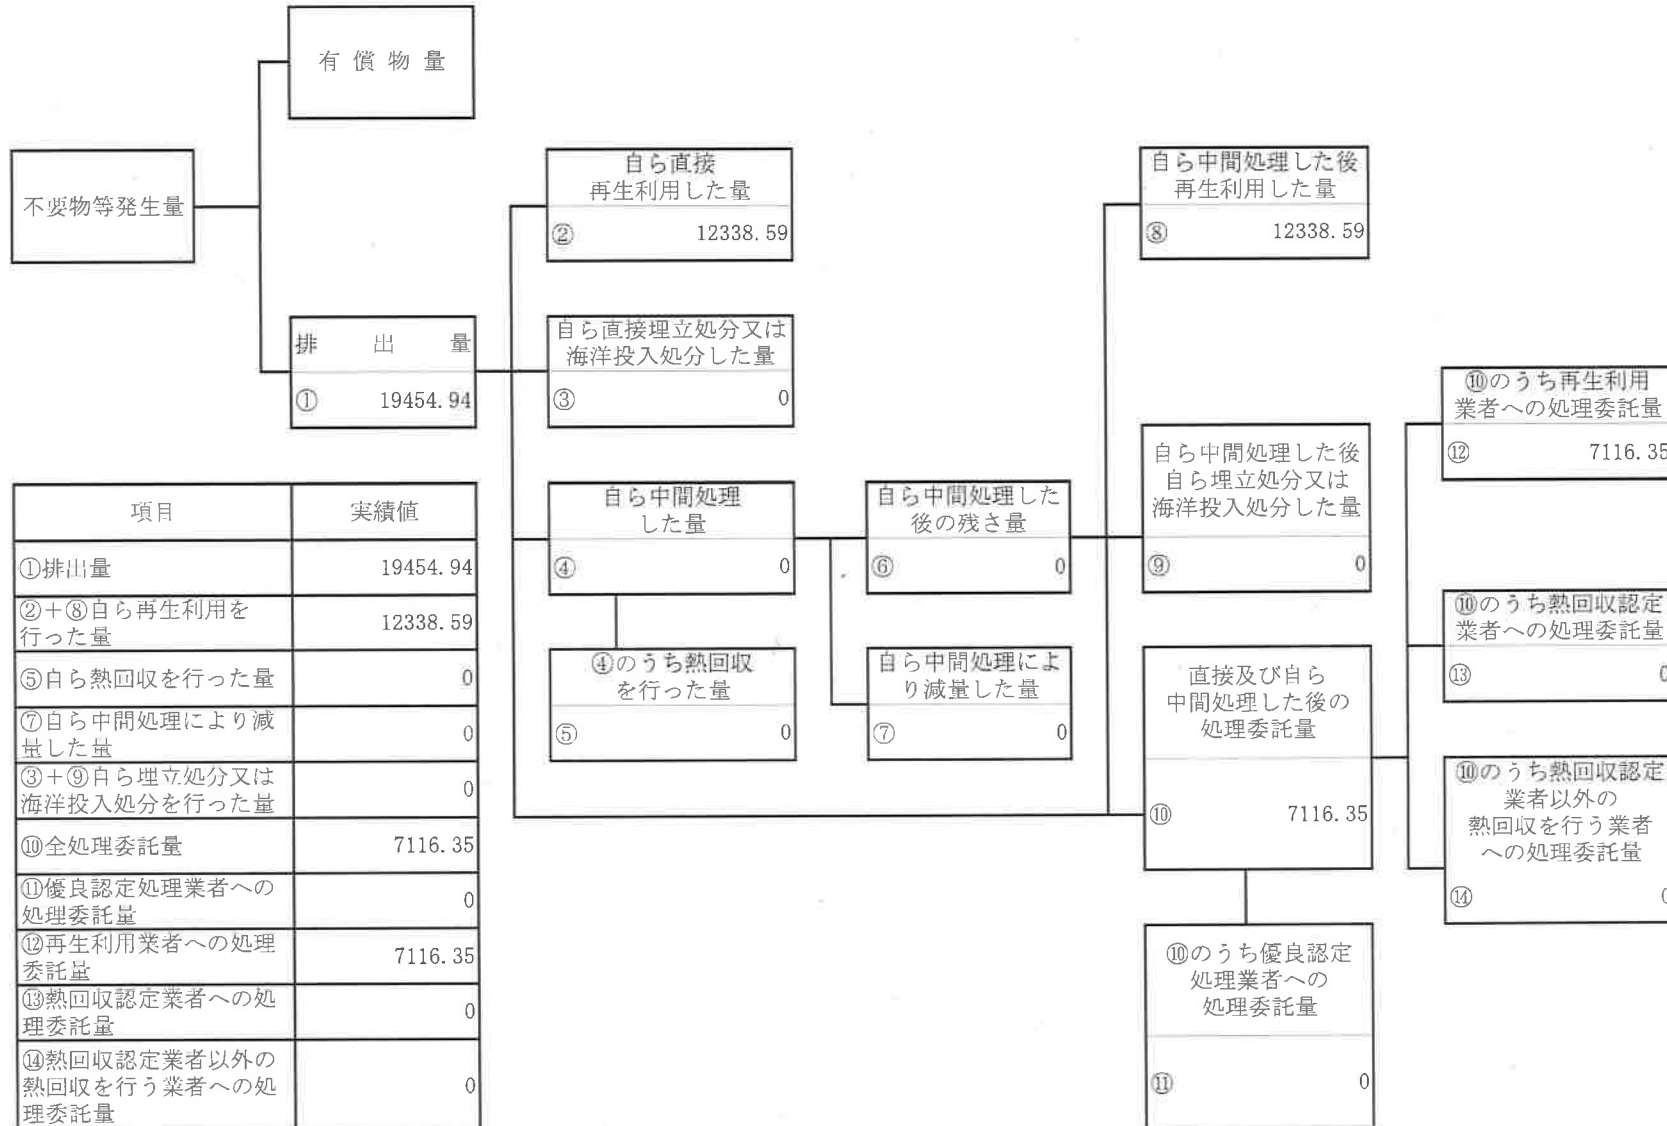 有 償 物 量
不要物等発生量
排 出 量
① 19454.94
自ら直接
再生利用した量
② 12338.59
自ら直接埋立処分又は
海洋投入処分した量
③ 0
自ら中間処理
した量
④ 0
④のうち熱回収
を行った量
⑤ 0
自ら中間処理した
後の残さ量
⑥ 0
自ら中間処理によ
り減量した量
⑦ 0
自ら中間処理した後
再生利用した量
⑧ 12338.59
自ら中間処理した後
自ら埋立処分又は
海洋投入処分した量
⑨ 0
直接及び自ら
中間処理した後の
処理委託量
⑩ 7116.35
⑩のうち優良認定
処理業者への
処理委託量
⑪ 0
⑩のうち再生利用
業者への処理委託量
⑫ 7116.35
⑩のうち熱回収認定
業者への処理委託量
⑬ 0
⑩のうち熱回収認定
業者以外の
熱回収を行う業者
への処理委託量
⑭ 0
項目 実績値
①排出量 19454.94
②+⑧自ら再生利用を
行った量 12338.59
⑤自ら熱回収を行った量 0
⑦自ら中間処理により減
量した量 0
③+⑨自ら埋立処分又は
海洋投入処分を行った量 0
⑩全処理委託量 7116.35
⑪優良認定処理業者への
処理委託量 0
⑫再生利用業者への処理
委託量 7116.35
⑬熱回収認定業者への処
理委託量 0
⑭熱回収認定業者以外の
熱回収を行う業者への処
理委託量 0